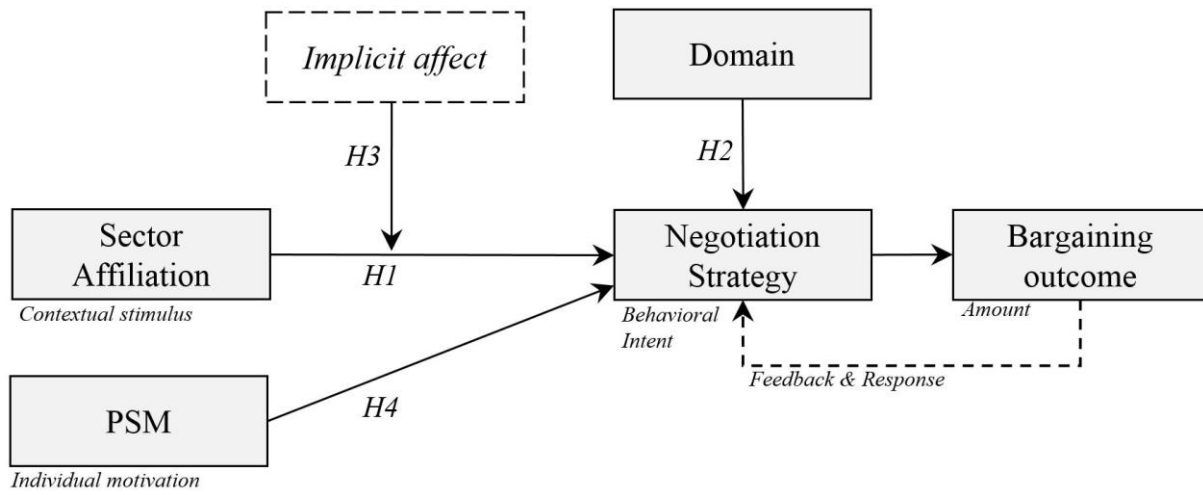 Implicit affect
Domain
H3
H2
Sector
Affiliation
Contextual stimulus
H1
Negotiation
Strategy
Behavioral
Intent
Bargaining
outcome
Amount
Feedback & Response
H4
PSM
Individual motivation